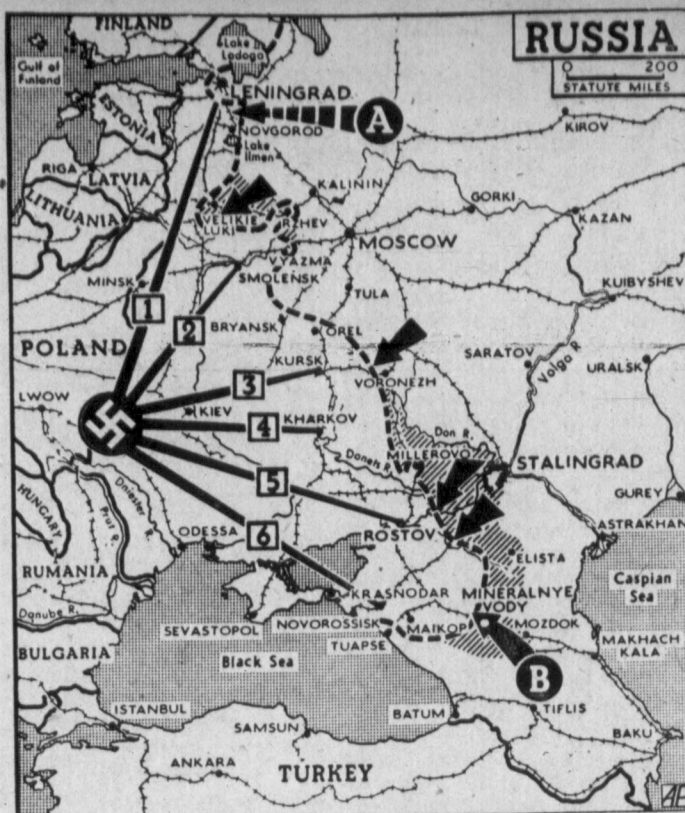 RUSSIA
0 200
STATUTE MILES
FINLAND
Lake
Ladoga
Gulf of
Finland
LENINGRAD
A
ESTONIA
NOVGOROD
Lake
Ilmen
KIROV
RIGA
LATVIA
KALININ
GORKI
KAZAN
LITHUANIA
VELIKIE
LUKI
RZHEV
MOSCOW
VYAZMA
MINSK
SMOLENSK
TULA
KUIBYSHEV
1
2
BRYANSK
OREL
POLAND
KURSK
SARATOV
Volga R.
URALSK
3
VORONEZH
LWOW
KIEV
4
KHARKOV
Don R.
Donets R.
MILLEROVO
STALINGRAD
5
GUREY
HUNGARY
Dniester R.
Prut R.
ODESSA
6
ROSTOV
ASTRAKHAN
ELISTA
RUMANIA
KRASNODAR
MINERALNYE
VODY
Caspian
Sea
Danube R.
SEVASTOPOL
NOVOROSSISK
MAIKOP
MOZDOK
TUAPSE
MAKHACH
KALA
BULGARIA
Black Sea
B
ISTANBUL
SAMSUN
BATUM
TIFLIS
BAKU
ANKARA
TURKEY